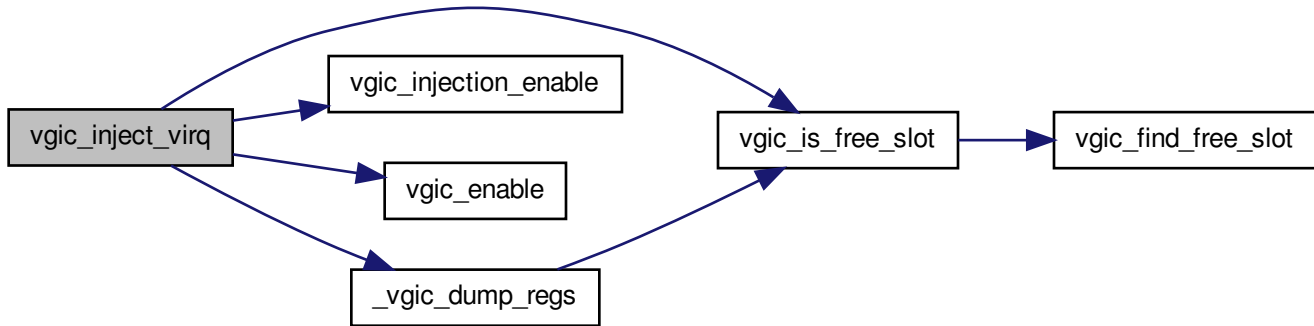 vgic_inject_virq
vgic_injection_enable
vgic_enable
_vgic_dump_regs
vgic_is_free_slot
vgic_find_free_slot